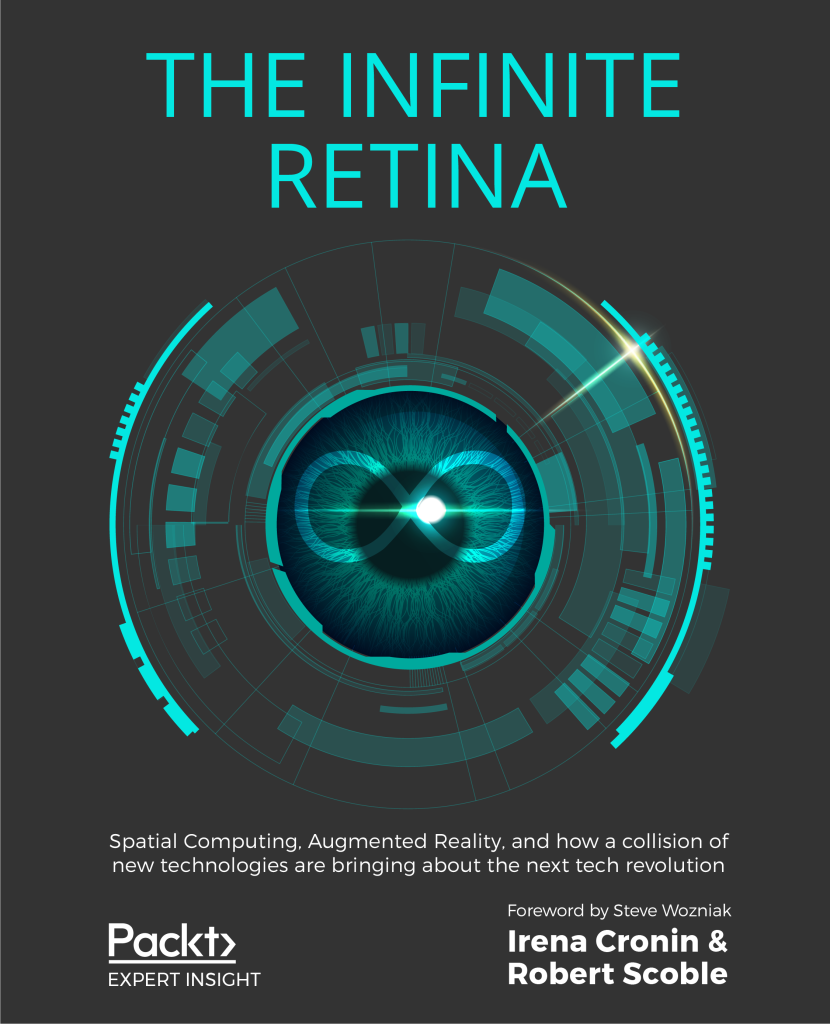 THE INFINITE
RETINA
Spatial Computing, Augmented Reality, and how a collision of
new technologies are bringing about the next tech revolution
Foreword by Steve Wozniak
Irena Cronin &
Robert Scoble
Packt>
EXPERT INSIGHT